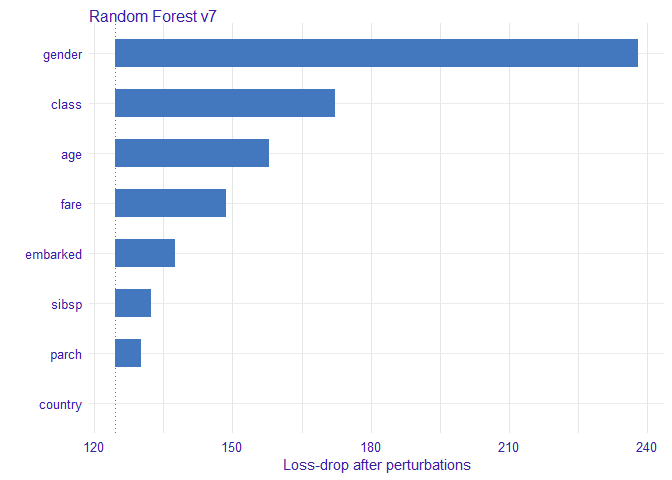 Random Forest v7
gender
class
age
fare
embarked
sibsp
parch
country
120 150 180 210 240
Loss-drop after perturbations